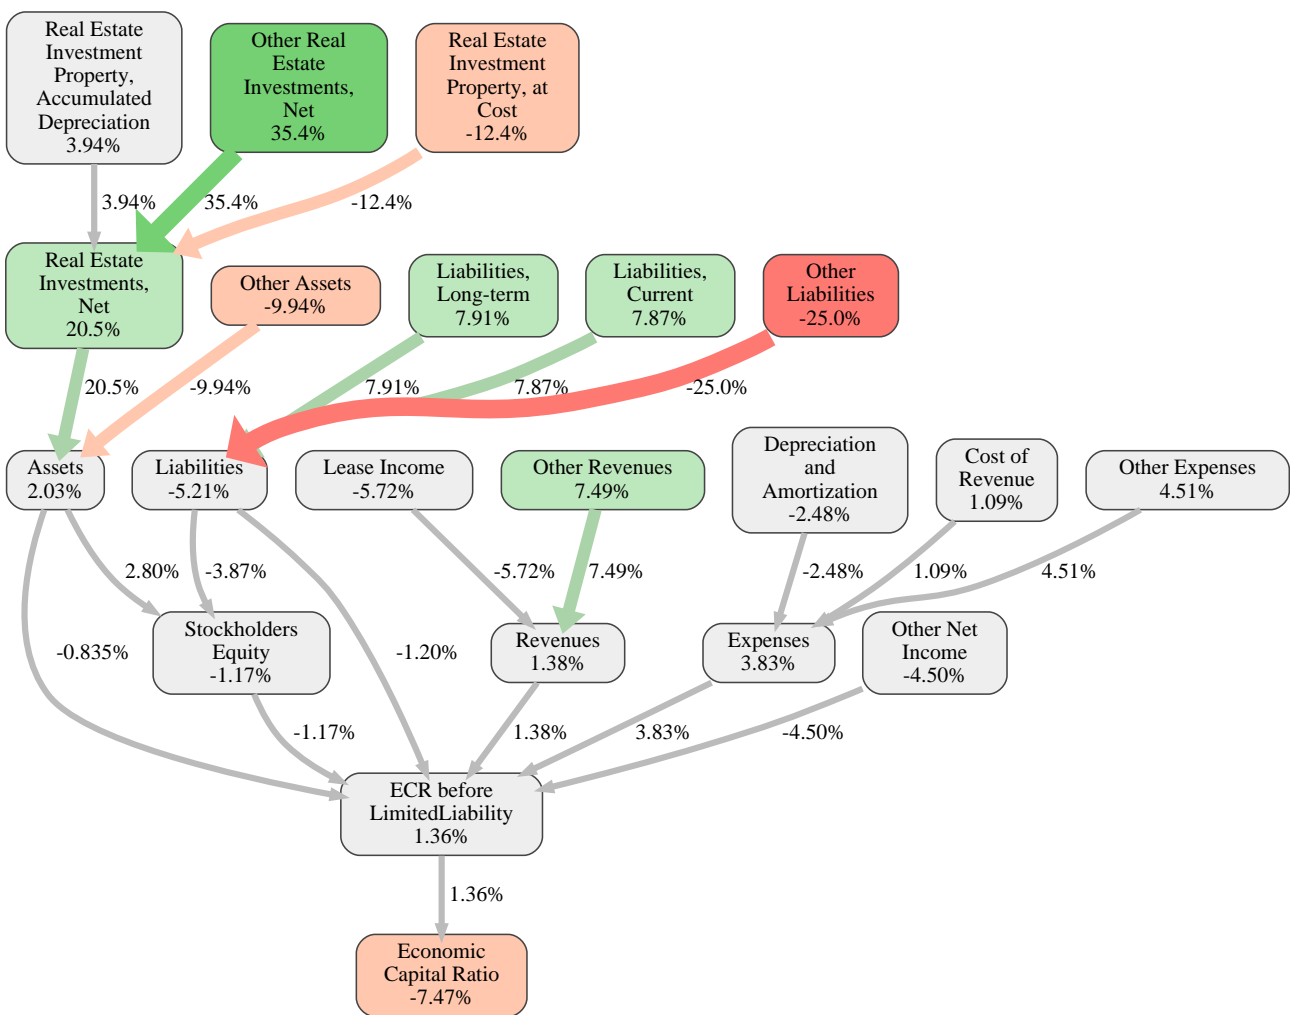 Real Estate
Investment
Property,
Accumulated
Depreciation
3.94%
Other Real
Estate
Investments,
Net
35.4%
Real Estate
Investment
Property, at
Cost
-12.4%
3.94%
35.4%
-12.4%
Real Estate
Investments,
Net
20.5%
Other Assets
-9.94%
Liabilities,
Long-term
7.91%
Liabilities,
Current
7.87%
Other
Liabilities
-25.0%
20.5%
-9.94%
7.91%
7.87%
-25.0%
Assets
2.03%
Liabilities
-5.21%
Lease Income
-5.72%
Other Revenues
7.49%
Depreciation
and
Amortization
-2.48%
Cost of
Revenue
1.09%
Other Expenses
4.51%
2.80%
-3.87%
-5.72%
7.49%
-2.48%
1.09%
4.51%
Stockholders
Equity
-1.17%
Revenues
1.38%
Expenses
3.83%
Other Net
Income
-4.50%
-0.835%
-1.20%
-1.17%
1.38%
3.83%
-4.50%
ECR before
LimitedLiability
1.36%
1.36%
Economic
Capital Ratio
-7.47%